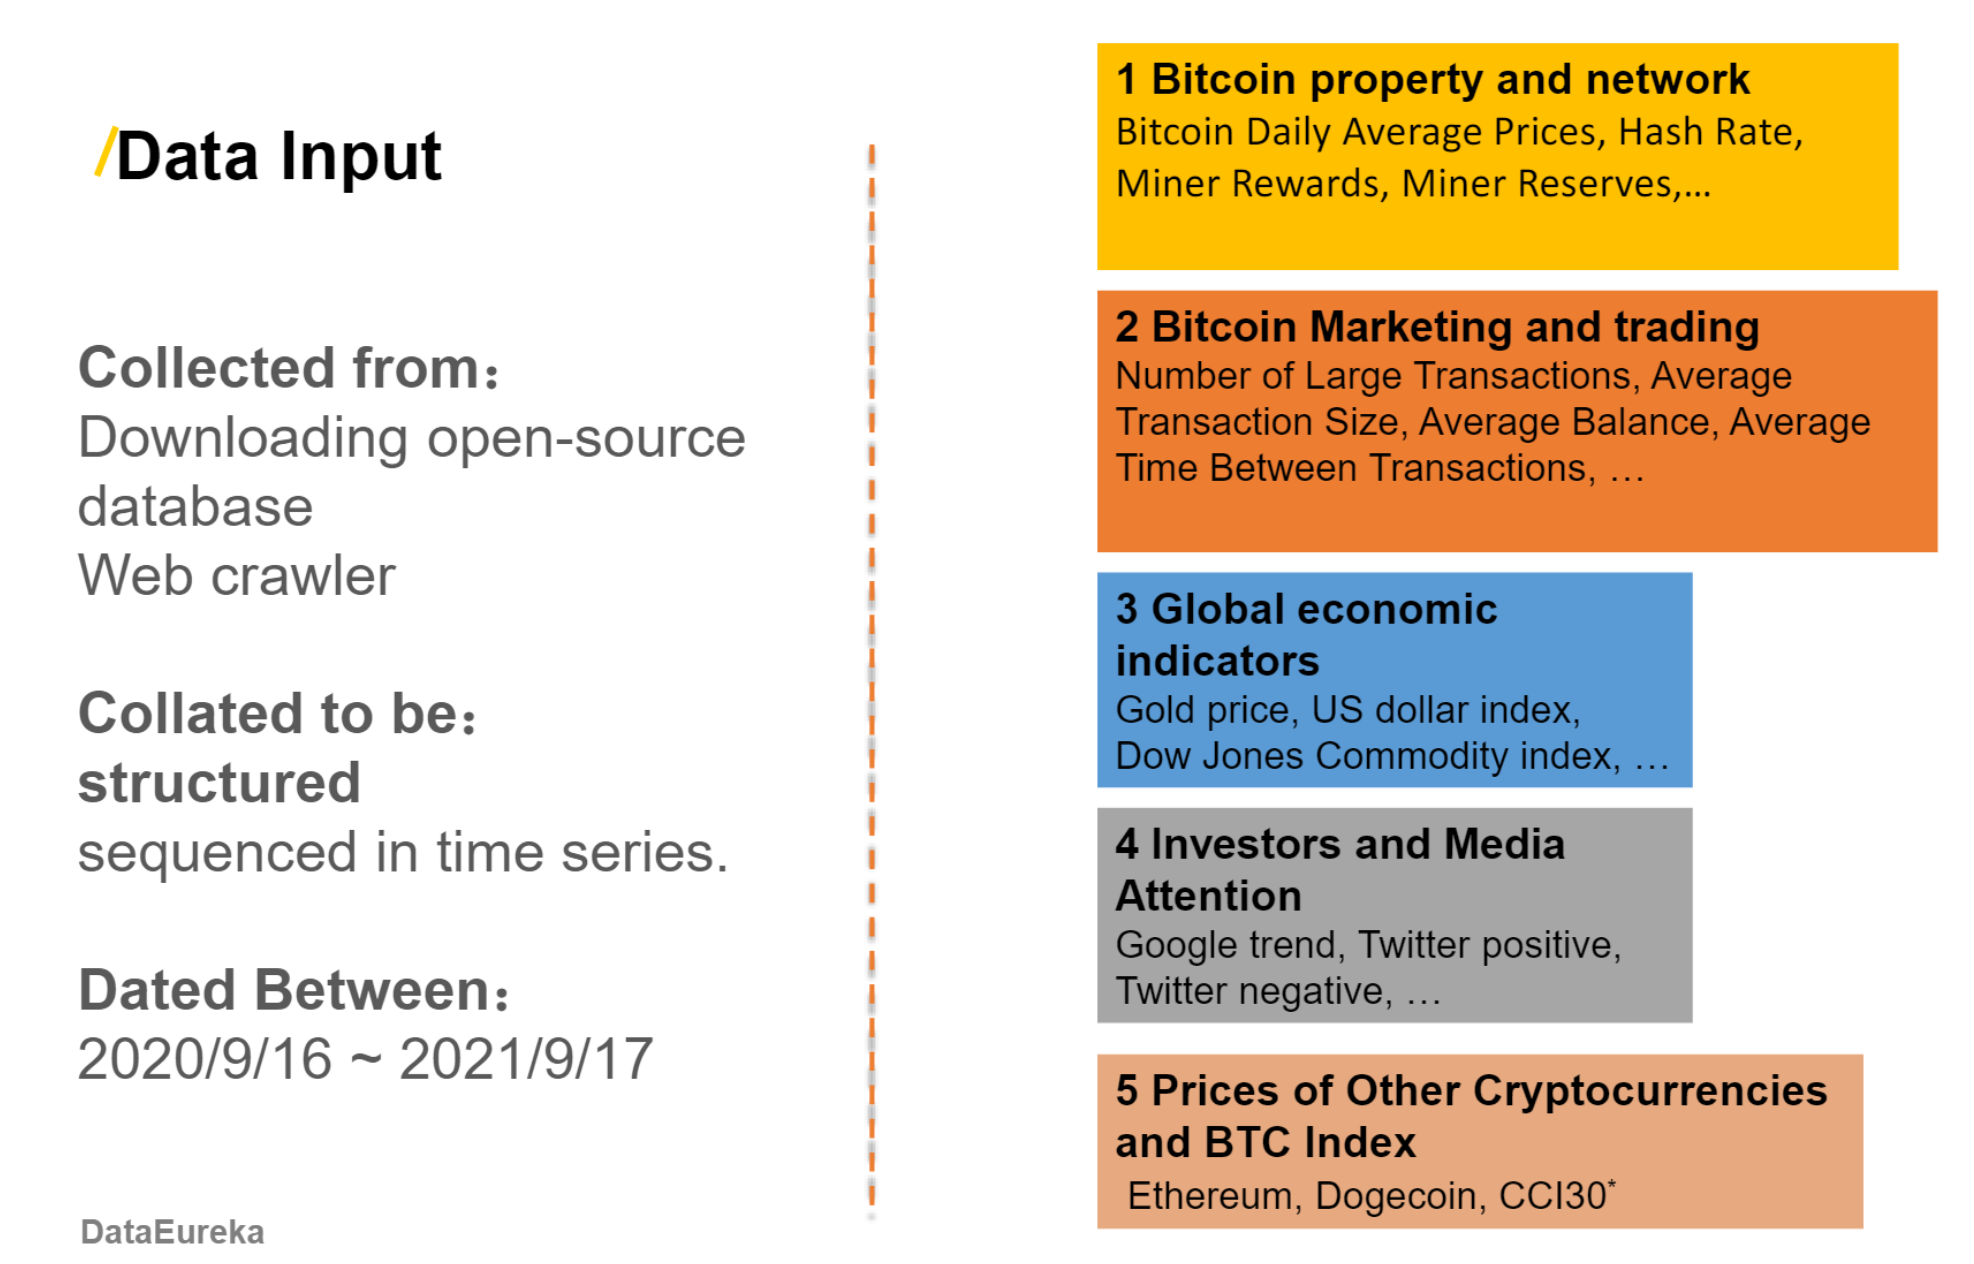 /Data Input
Collected from：
Downloading open-source
database
Web crawler
Collated to be：
structured
sequenced in time series.
Dated Between：
2020/9/16 ~ 2021/9/17
DataEureka
1 Bitcoin property and network
Bitcoin Daily Average Prices, Hash Rate,
Miner Rewards, Miner Reserves,...
2 Bitcoin Marketing and trading
Number of Large Transactions, Average
Transaction Size, Average Balance, Average
Time Between Transactions, …
3 Global economic
indicators
Gold price, US dollar index,
Dow Jones Commodity index, …
4 Investors and Media
Attention
Google trend, Twitter positive,
Twitter negative, …
5 Prices of Other Cryptocurrencies
and BTC Index
Ethereum, Dogecoin, CCI30*